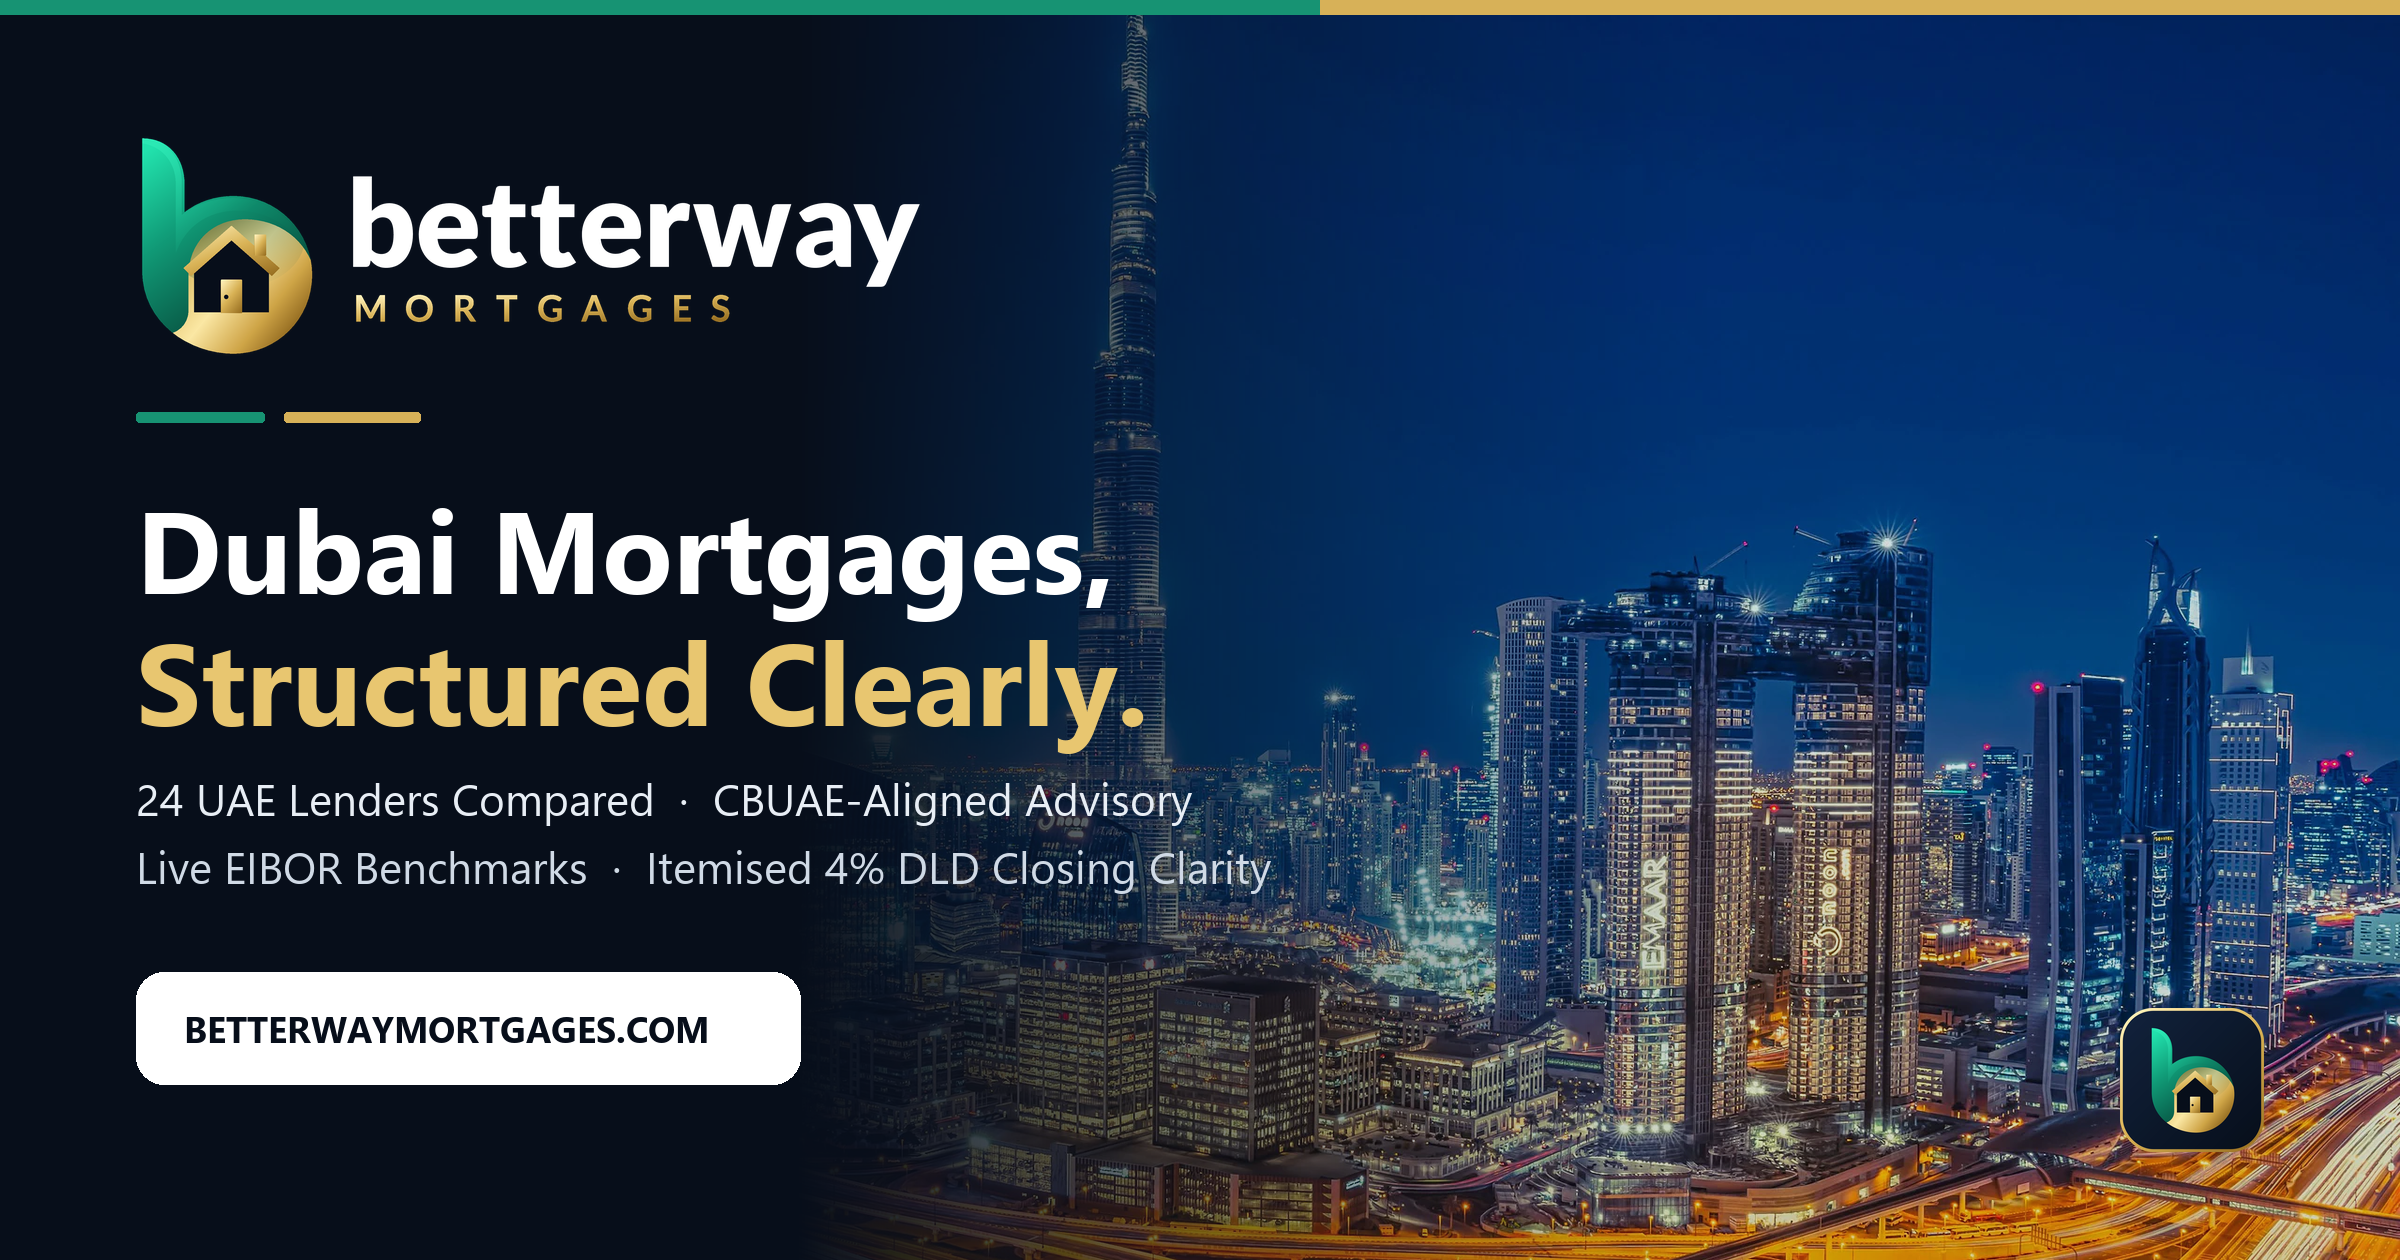 betterway
MORTGAGES
Dubai Mortgages,
Structured Clearly.
24 UAE Lenders Compared · CBUAE-Aligned Advisory
Live EIBOR Benchmarks · Itemised 4% DLD Closing Clarity
BETTERWAYMORTGAGES.COM
EMAAR